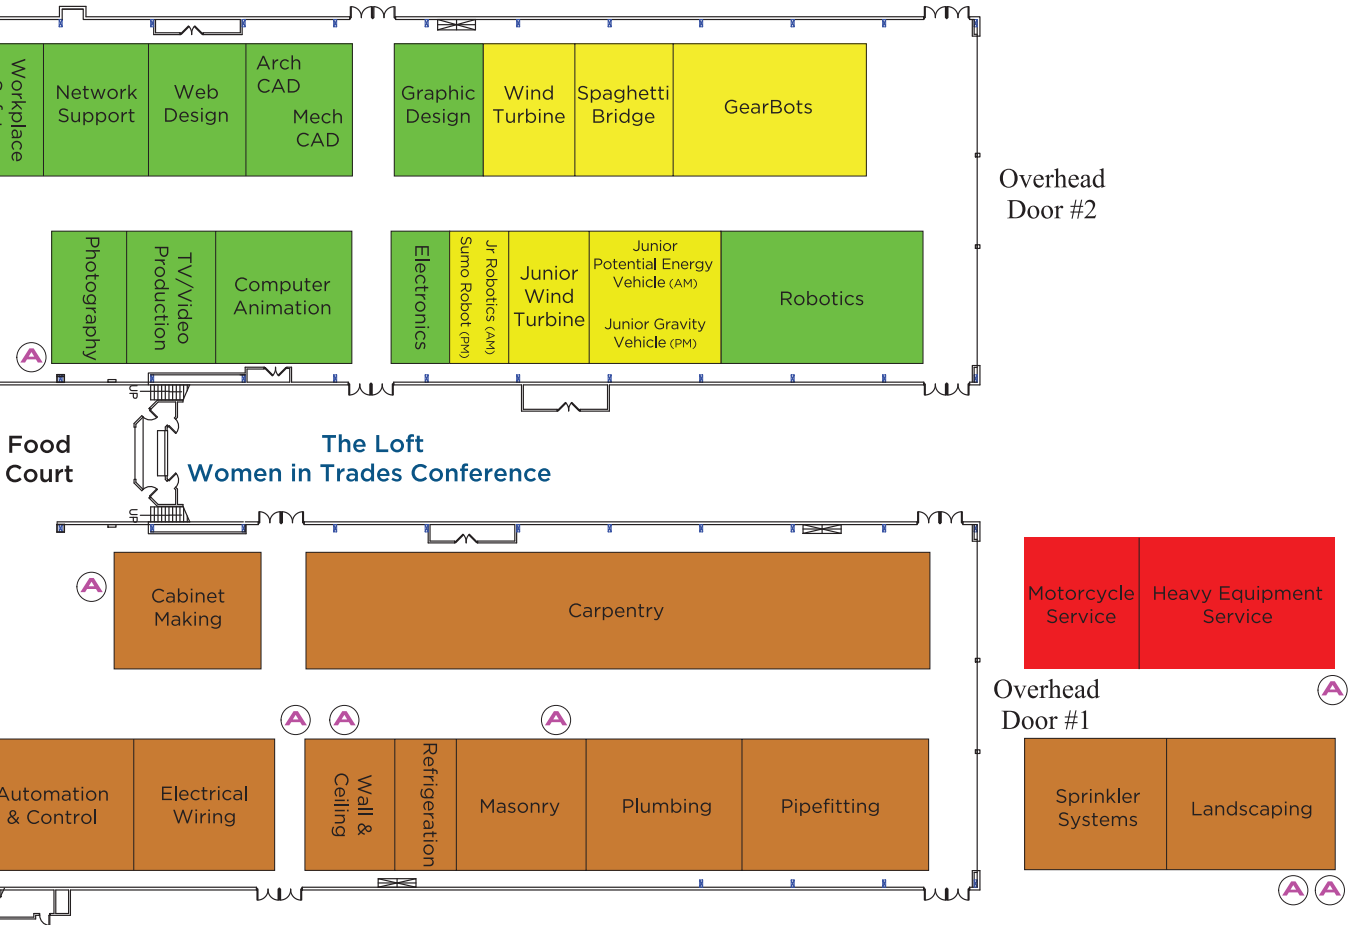 Workplace
Network
Support
Web
Design
Arch
CAD
Mech
CAD
Graphic
Design
Wind
Turbine
Spaghetti
Bridge
GearBots
Overhead
Door #2
Photography
TV/Video
Production
Computer
Animation
Electronics
Jr Robotics (AM)
Sumo Robot (PM)
Junior
Wind
Turbine
Junior
Potential Energy
Vehicle (AM)
Junior Gravity
Vehicle (PM)
Robotics
A
UP
Food
Court
The Loft
Women in Trades Conference
UP
A
Cabinet
Making
Carpentry
Motorcycle
Service
Heavy Equipment
Service
Overhead
Door #1
A
A
A
A
Automation
& Control
Electrical
Wiring
Wall &
Ceiling
Refrigeration
Masonry
Plumbing
Pipefitting
Sprinkler
Systems
Landscaping
A
A